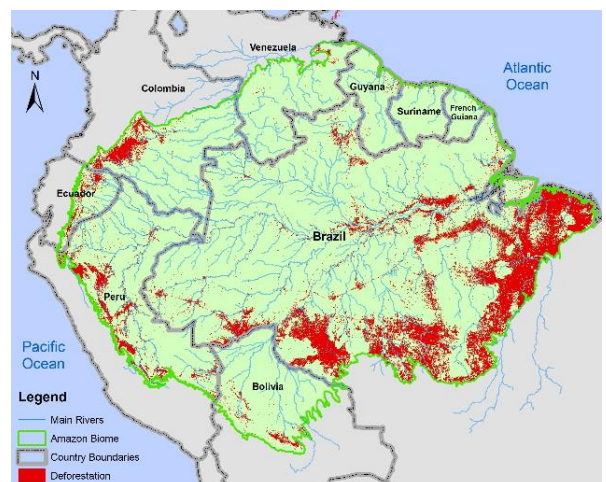 Venezuela
Colombia
Guyana
Suriname
French
Guiana
Atlantic
Ocean
N
Ecuador
Brazil
Peru
Pacific
Ocean
Bolivia
Legend
Main Rivers
Amazon Biome
Country Boundaries
Deforestation